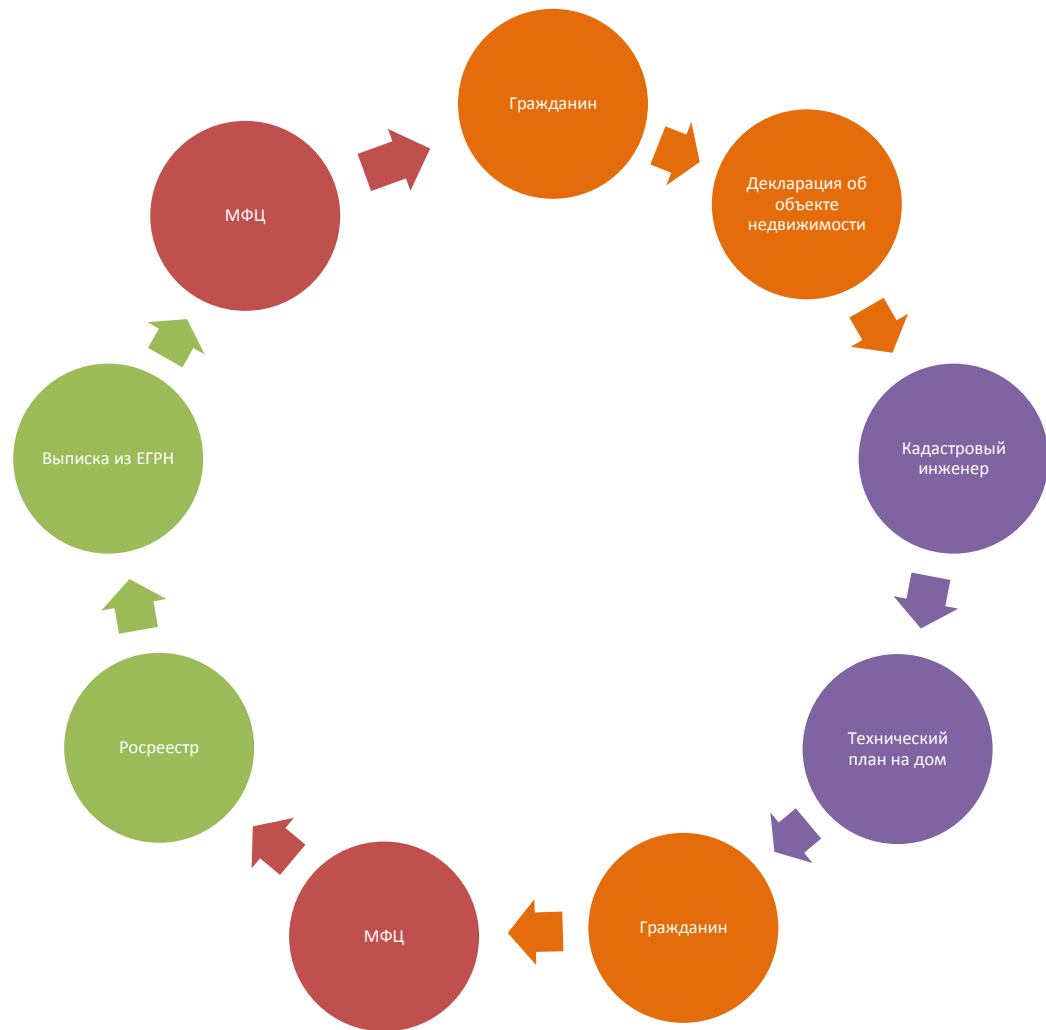 Гражданин
Декларация об
объекте
недвижимости
Кадастровый
инженер
Технический
план на дом
Гражданин
МФЦ
Росреестр
Выписка из ЕГРН
МФЦ